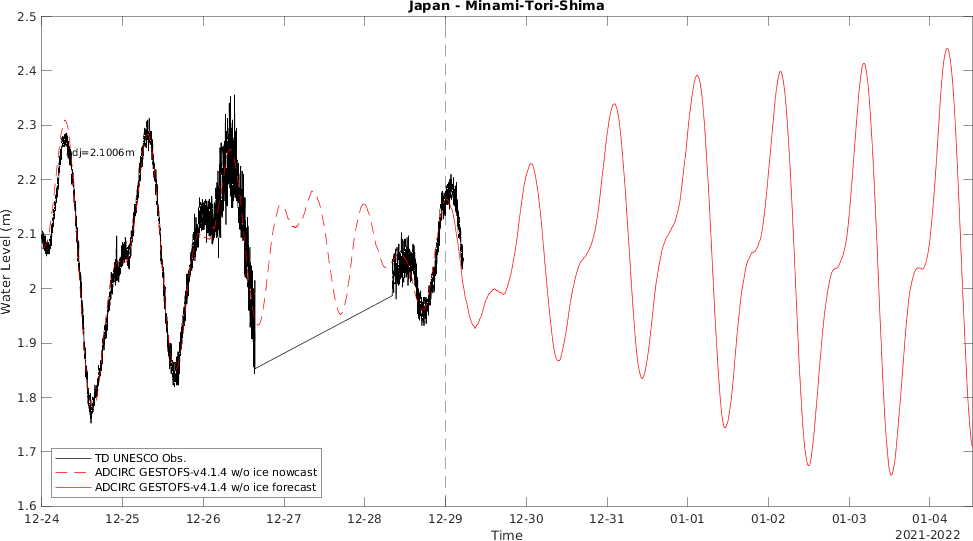 Japan - Minami-Tori-Shima
2.5
2.4
2.3
2.2
2.1
2
1.9
1.8
1.7
1.6
Water Level (m)
dj=2.1006m
TD UNESCO Obs.
ADCIRC GESTOFS-v4.1.4 w/o ice nowcast
ADCIRC GESTOFS-v4.1.4 w/o ice forecast
12-24 12-25 12-26 12-27 12-28 12-29 12-30 12-31 01-01 01-02 01-03 01-04
Time
2021-2022